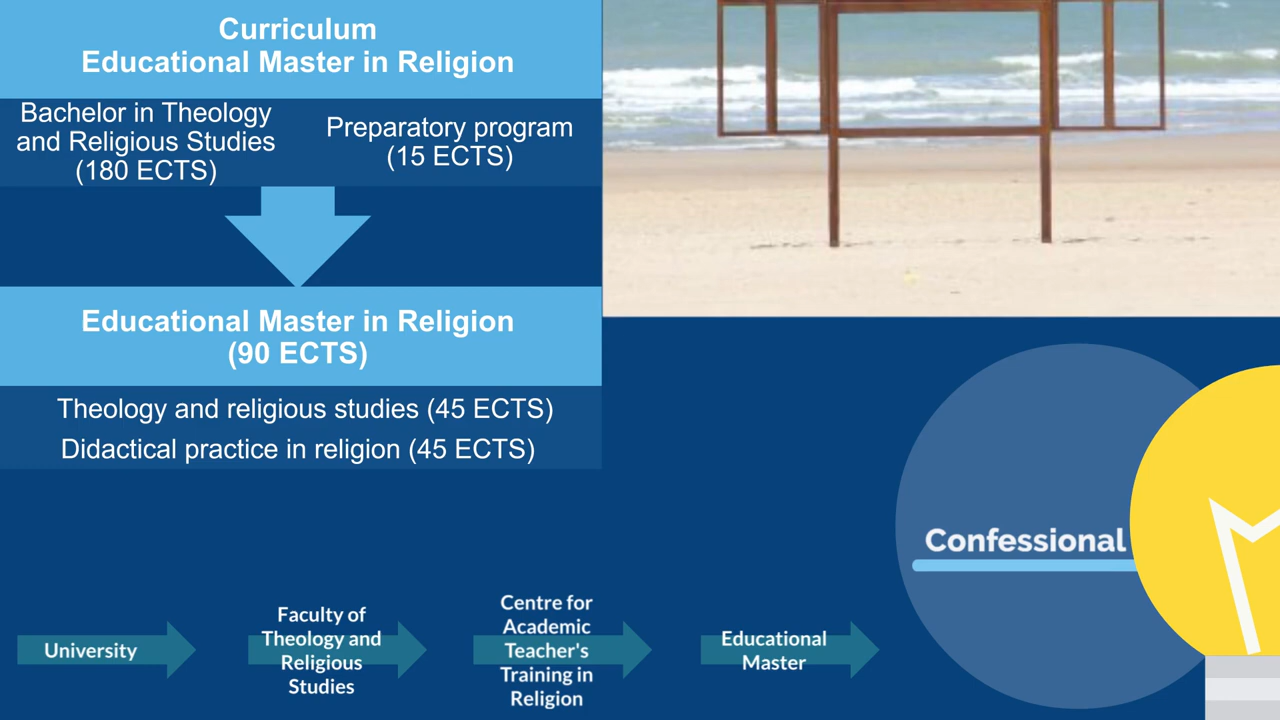 Curriculum
Educational Master in Religion
Bachelor in Theology
and Religious Studies
(180 ECTS)
Preparatory program
(15 ECTS)
Educational Master in Religion
(90 ECTS)
Theology and religious studies (45 ECTS)
Didactical practice in religion (45 ECTS)
Confessional
University
Faculty of
Theology and
Religious
Studies
Centre for
Academic
Teacher's
Training in
Religion
Educational
Master